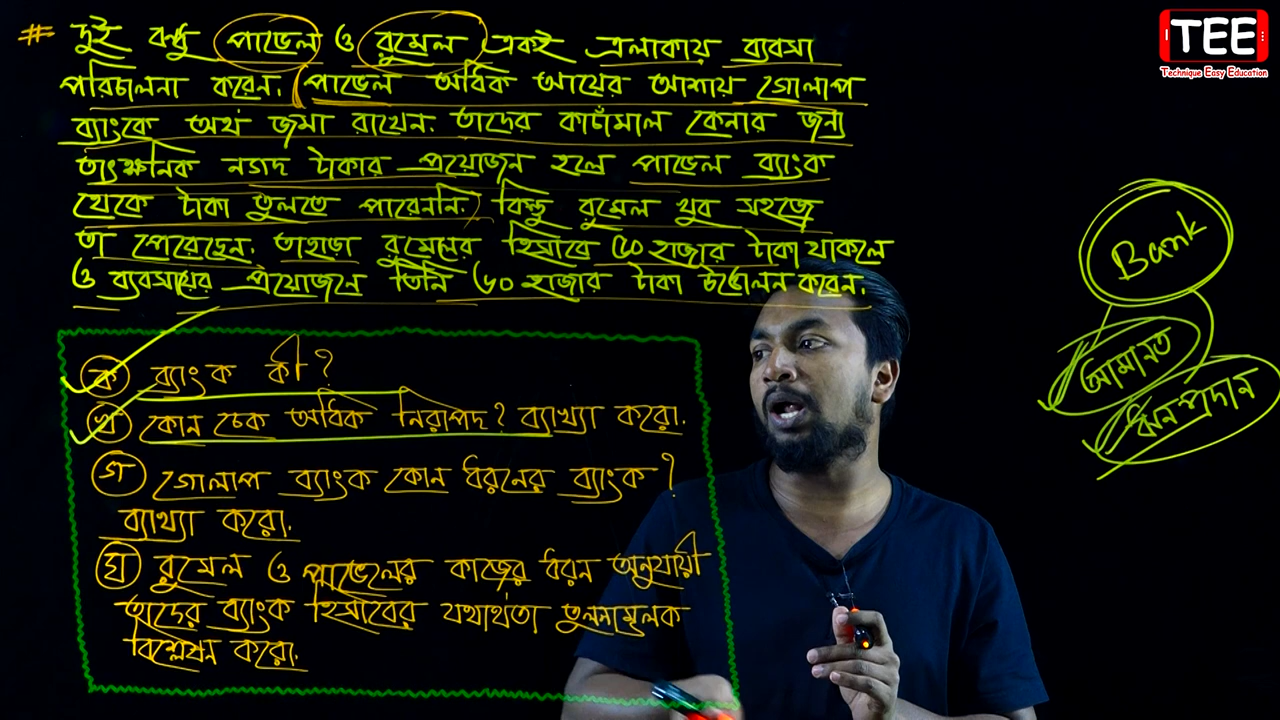 # দুই বন্ধু পাভেল ও রুমেল একই এলাকায় ব্যবসা
পরিচালনা করেন. পাভেল অধিক আয়ের আশায় গোলাপ
ব্যাংকে অর্থ জমা রাখেন. তাদের কাচাঁমাল কেনার জন্য
তাৎক্ষনিক নগদ টাকার প্রয়োজন হলে পাভেল ব্যাংক
থেকে টাকা তুলতে পারেননি. কিন্তু রুমেল খুব সহজে
তা পেরেছেন. তাছাড়া রুমেলের হিসাবে ৫০ হাজার টাকা থাকলে
ও ব্যবসায়ের প্রয়োজনে তিনি ৬০ হাজার টাকা উত্তোলন করেন.
ক ব্যাংক কী?
খ কোন চেক অধিক নিরাপদ? ব্যাখ্যা করো.
গ গোলাপ ব্যাংক কোন ধরনের ব্যাংক?
ব্যাখ্যা করো.
ঘ রুমেল ও পাভেলের কাজের ধরন অনুযায়ী
তাদের ব্যাংক হিসাবের যথার্থতা তুলনামূলক
বিশ্লেষন করো.
TEE
Technique Easy Education
Bank
আমানত
ঋনপ্রদান